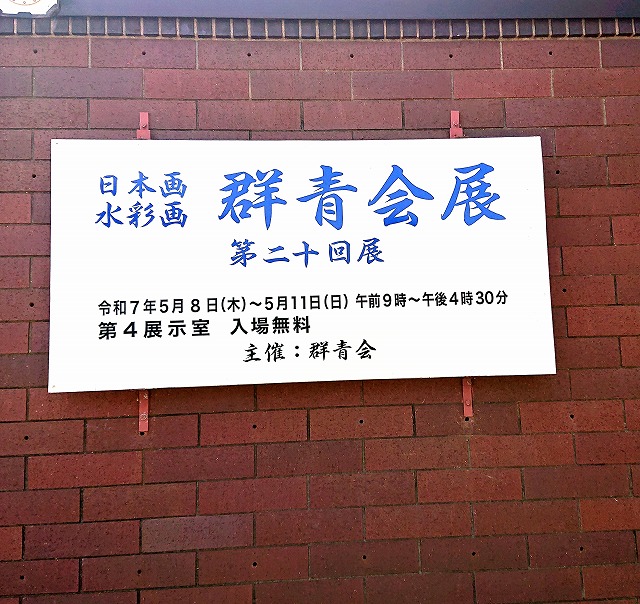 日本画
水彩画
群青会展
第二十回展
令和7年5月8日(木)～5月11日(日) 午前9時～午後4時30分
第4展示室 入場無料
主催：群青会